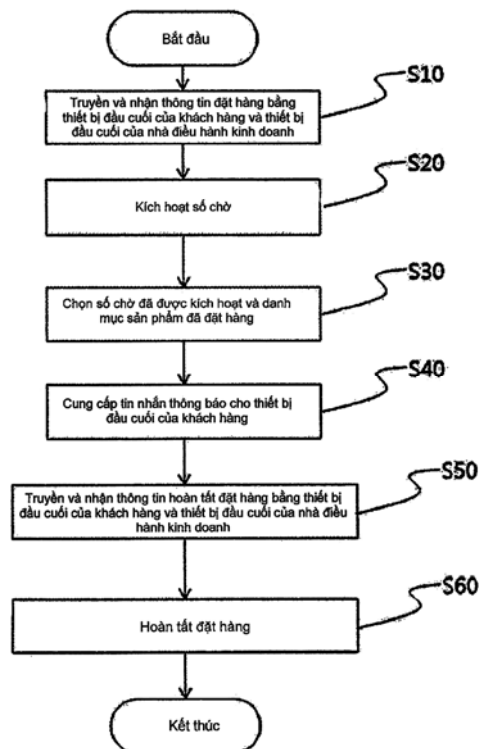 Bắt đầu
S10
Truyền và nhận thông tin đặt hàng bằng
thiết bị đầu cuối của khách hàng và thiết bị
đầu cuối của nhà điều hành kinh doanh
S20
Kích hoạt số chờ
S30
Chọn số chờ đã được kích hoạt và danh
mục sản phẩm đã đặt hàng
S40
Cung cấp tin nhắn thông báo cho thiết bị
đầu cuối của khách hàng
S50
Truyền và nhận thông tin hoàn tất đặt hàng bằng thiết bị
đầu cuối của khách hàng và thiết bị đầu cuối của nhà điều
hành kinh doanh
S60
Hoàn tất đặt hàng
Kết thúc